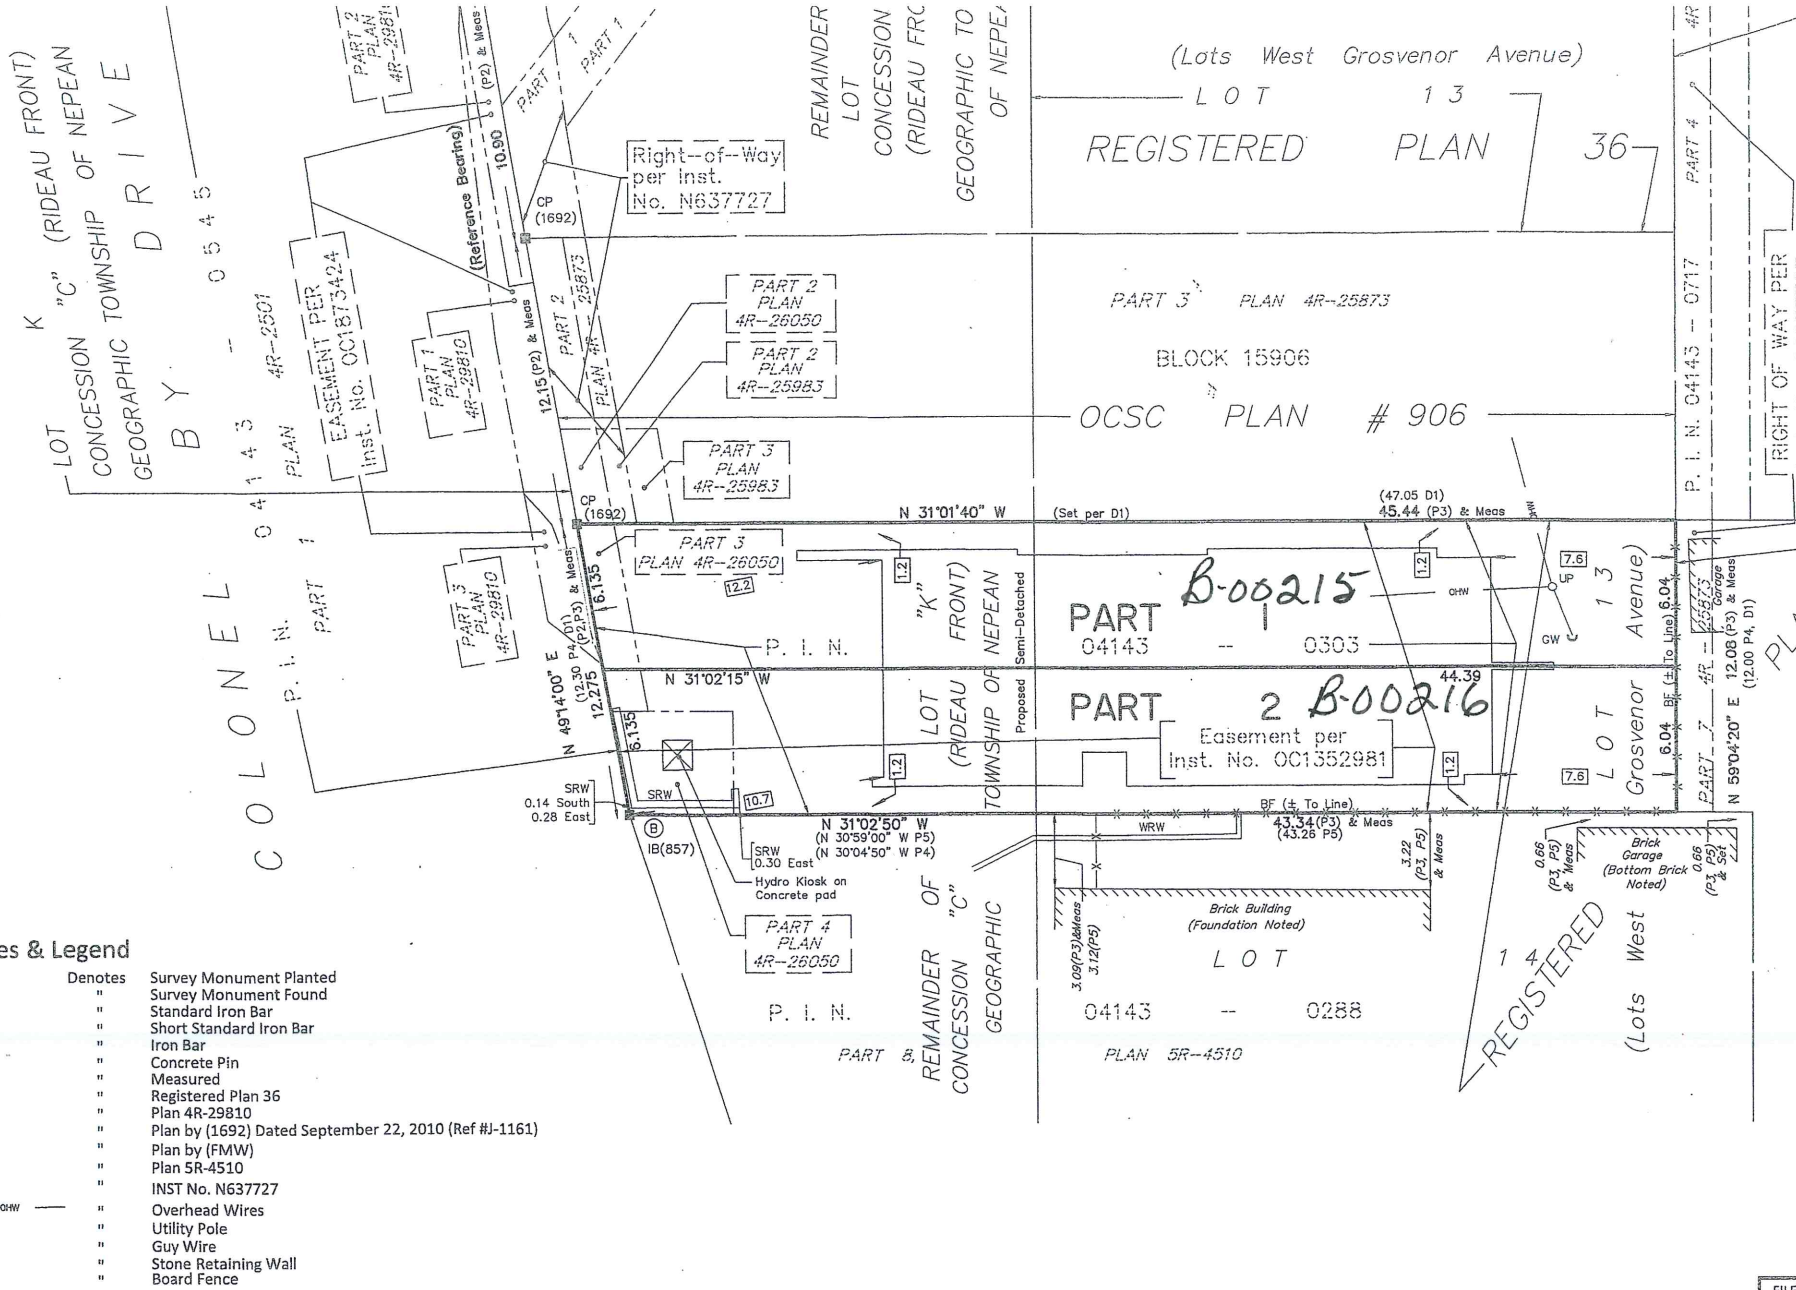 LOT K
CONCESSION "C" (RIDEAU FRONT)
GEOGRAPHIC TOWNSHIP OF NEPEAN
COLONEL BY DRIVE
P. I. N. 04143 -- 0545
PART 1 PLAN 4R--2501
EASEMENT PER
Inst. No. OC1873424
PART 2
PLAN
PART 1
PLAN
4R--29810
PART 3
PLAN
4R--29810
10.90 (P2) & Meas
(Reference Bearing)
PART 1
PART 1
CP
(1692)
Right--of--Way
per Inst.
No. N637727
12.15 (P2) & Meas
PART 2
PLAN 4R--25873
PART 2
PLAN
4R--26050
PART 2
PLAN
4R--25983
PART 3
PLAN
4R--25983
REMAINDER
LOT
CONCESSION
GEOGRAPHIC TO
(Lots West Grosvenor Avenue)
LOT 13
REGISTERED PLAN 36
PART 3 PLAN 4R--25873
BLOCK 15906
OCSC PLAN # 906
PART 4 4R
P. I. N. 04143 -- 0717
RIGHT OF WAY PER
CP
(1692)
N 31°01'40" W (Set per D1)
(47.05 D1)
45.44 (P3) & Meas
PART 3
PLAN 4R--26050
12.2
1.2
1.2
7.6
OHW
OHW
UP
GW
PART 1 B-00215
P. I. N. 04143 -- 0303
6.135
N 49°14'00" E
(12.30 P4, D1)
12.275 (P2,P3) & Meas
6.135
N 31°02'15" W 44.39
LOT "K"
(RIDEAU FRONT)
TOWNSHIP OF NEPEAN
Proposed Semi--Detached
PART 2 B-00216
Easement per
Inst. No. OC1352981
LOT 13
Grosvenor Avenue)
6.04 BF (± To Line) 6.04
PART 7 4R--25873
Garage
N 59°04'20" E 12.08 (P3) & Meas
(12.00 P4, D1)
1.2
1.2
7.6
10.7
SRW
SRW
0.14 South
0.28 East
B
IB(857)
N 31°02'50" W
(N 30°59'00" W P5)
(N 30°04'50" W P4)
SRW
0.30 East
Hydro Kiosk on
Concrete pad
PART 4
PLAN
4R--26050
WRW
BF (± To Line)
43.34(P3) & Meas
(43.26 P5)
3.22
(P3, P5)
& Meas
0.66
(P3, P5)
& Meas
Brick
Garage
(Bottom Brick
Noted)
0.66
(P3, P5)
& Set
3.09(P3)&Meas
3.12(P5)
Brick Building
(Foundation Noted)
LOT 14
REGISTERED
(Lots West
REMAINDER OF
CONCESSION "C"
GEOGRAPHIC
P. I. N. 04143 -- 0288
PART 8, PLAN 5R--4510
es & Legend
Denotes Survey Monument Planted
" Survey Monument Found
" Standard Iron Bar
" Short Standard Iron Bar
" Iron Bar
" Concrete Pin
" Measured
" Registered Plan 36
" Plan 4R-29810
" Plan by (1692) Dated September 22, 2010 (Ref #J-1161)
" Plan by (FMW)
" Plan 5R-4510
" INST No. N637727
OHW " Overhead Wires
" Utility Pole
" Guy Wire
" Stone Retaining Wall
" Board Fence